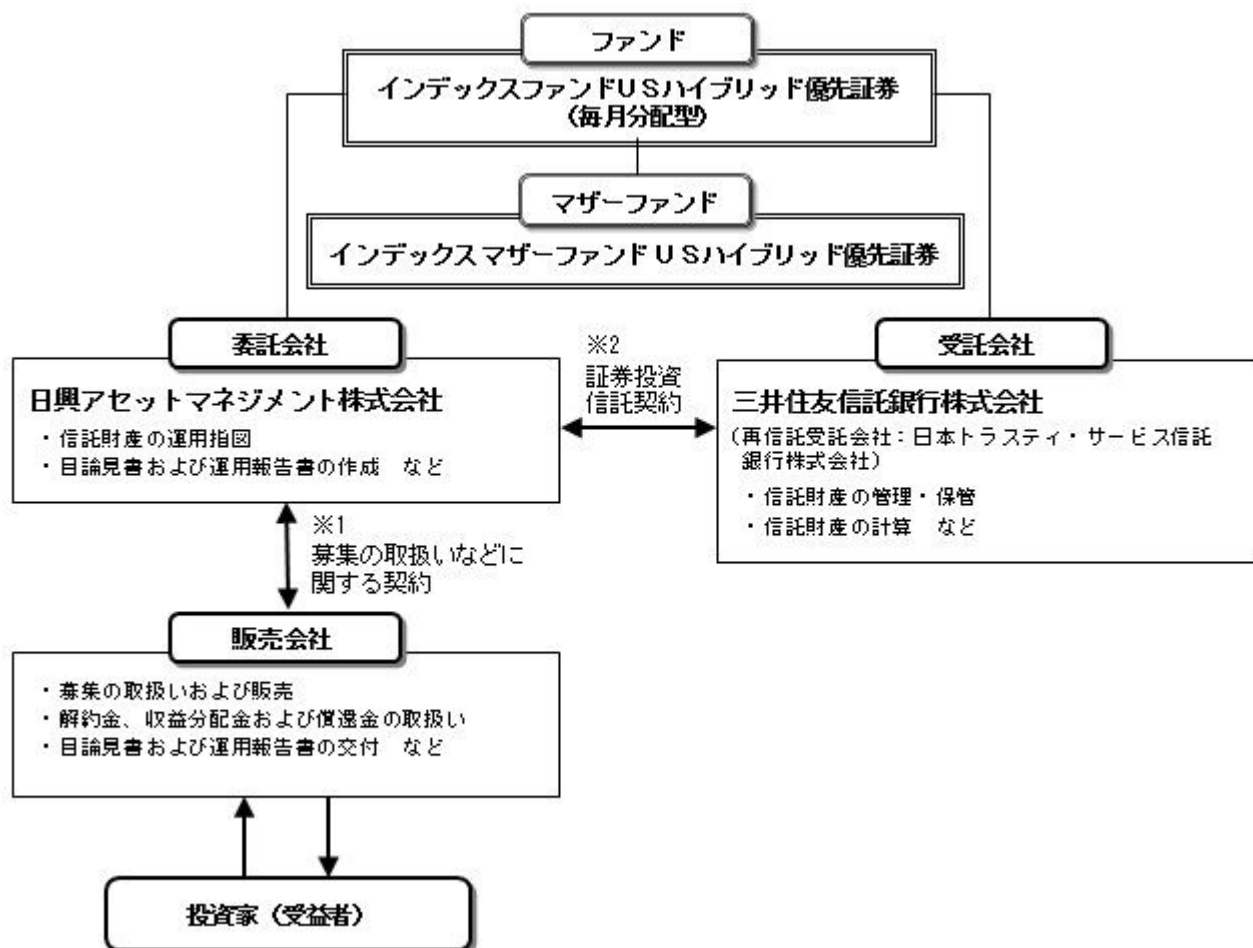 ファンド
インデックスファンドＵＳハイブリッド優先証券
（毎月分配型）
マザーファンド
インデックスマザーファンドＵＳハイブリッド優先証券
委託会社
日興アセットマネジメント株式会社
・信託財産の運用指図
・目論見書および運用報告書の作成　など
※2
証券投資
信託契約
受託会社
三井住友信託銀行株式会社
（再信託受託会社：日本トラスティ・サービス信託
銀行株式会社）
・信託財産の管理・保管
・信託財産の計算　など
※1
募集の取扱いなどに
関する契約
販売会社
・募集の取扱いおよび販売
・解約金、収益分配金および償還金の取扱い
・目論見書および運用報告書の交付　など
投資家（受益者）